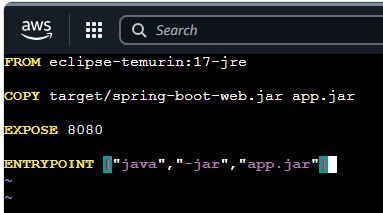 aws
Search
FROM eclipse-temurin:17-jre
COPY target/spring-boot-web.jar app.jar
EXPOSE 8080
ENTRYPOINT ["java","-jar","app.jar"]
~
~